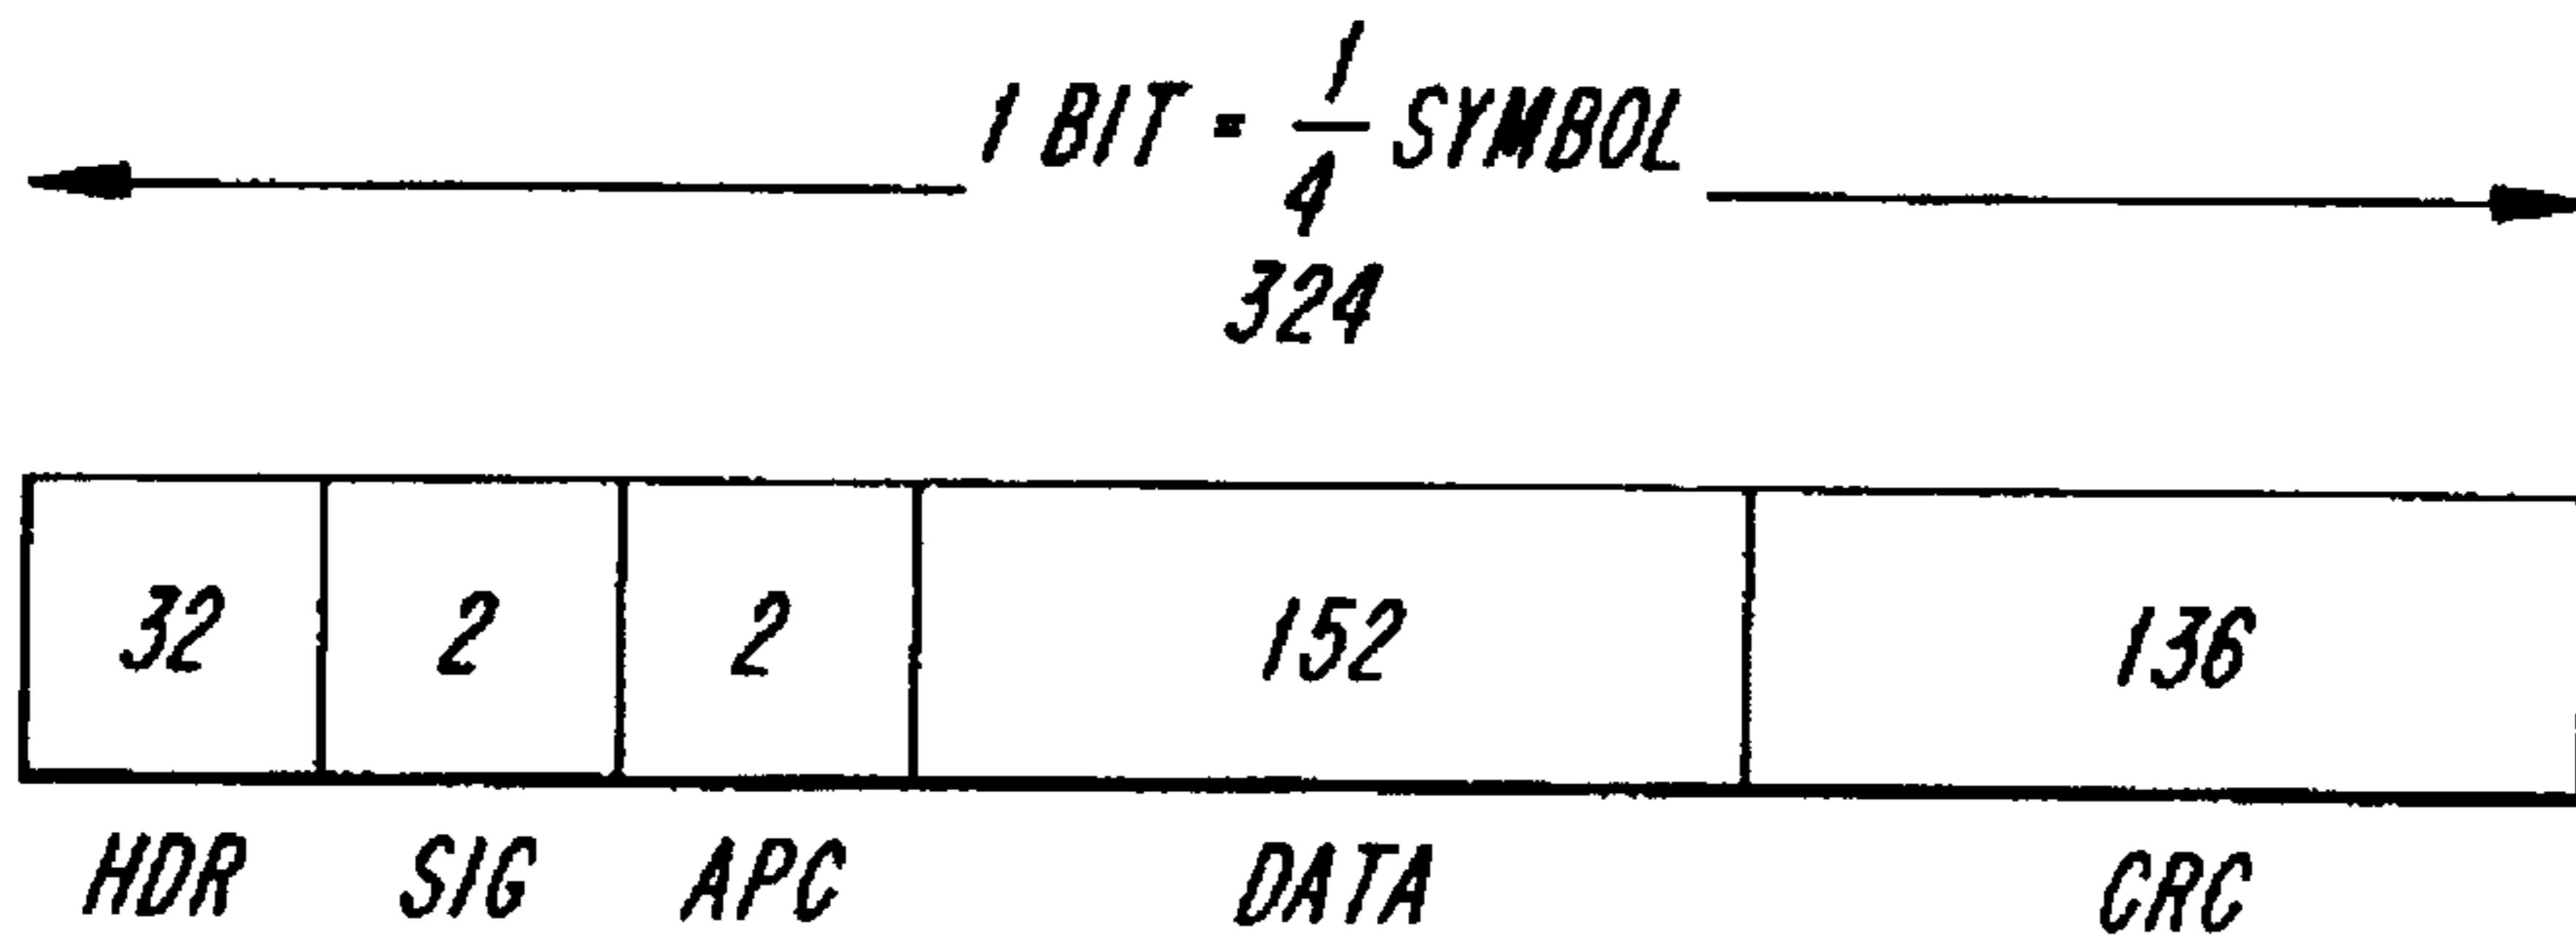 1 BIT = 1/4 SYMBOL
324
32 2 2 152 136
HDR SIG APC DATA CRC